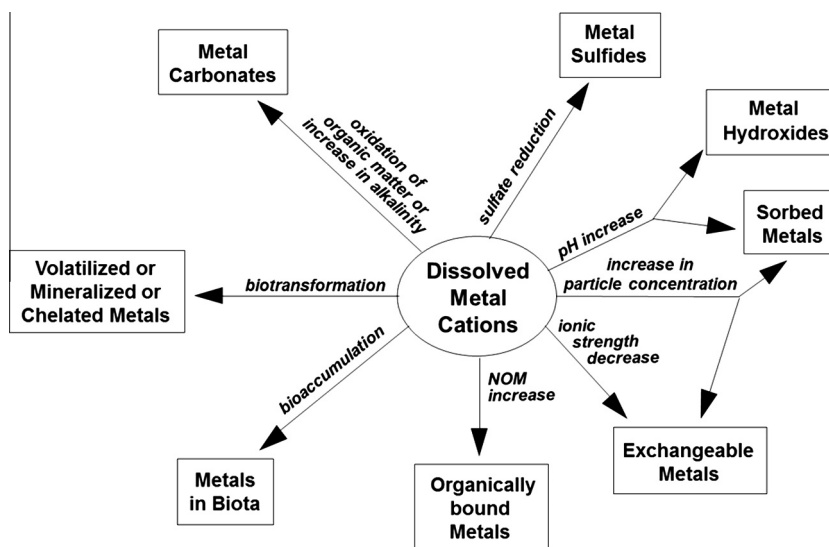 Metal
Carbonates
Metal
Sulfides
Metal
Hydroxides
oxidation of
organic matter or
increase in alkalinity
sulfate reduction
pH increase
Sorbed
Metals
Volatilized or
Mineralized or
Chelated Metals
biotransformation
Dissolved
Metal
Cations
increase in
particle concentration
ionic
strength
decrease
bioaccumulation
NOM
increase
Metals
in Biota
Organically
bound
Metals
Exchangeable
Metals